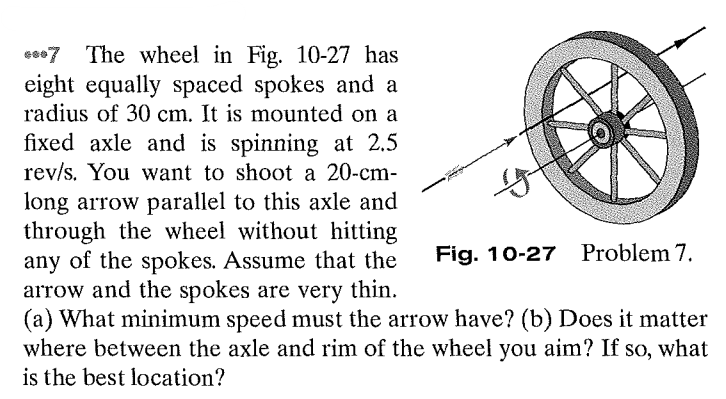 •••7 The wheel in Fig. 10-27 has
eight equally spaced spokes and a
radius of 30 cm. It is mounted on a
fixed axle and is spinning at 2.5
rev/s. You want to shoot a 20-cm-
long arrow parallel to this axle and
through the wheel without hitting
any of the spokes. Assume that the
arrow and the spokes are very thin.
Fig. 10-27 Problem 7.
(a) What minimum speed must the arrow have? (b) Does it matter
where between the axle and rim of the wheel you aim? If so, what
is the best location?